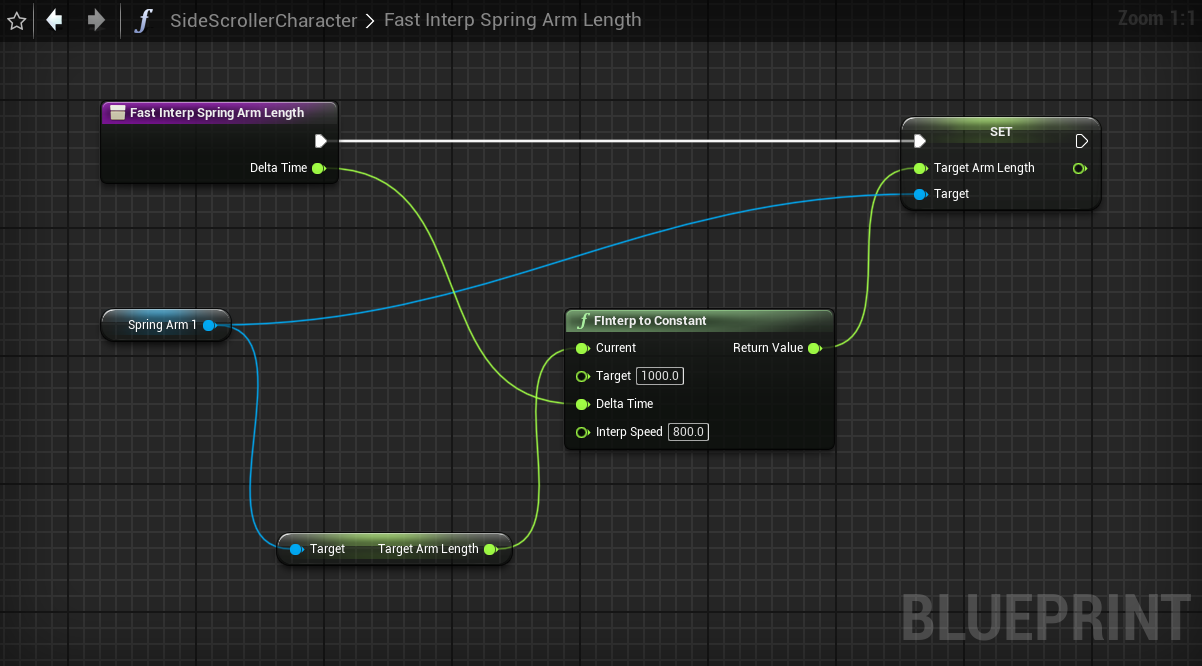 SideScrollerCharacter > Fast Interp Spring Arm Length
Zoom 1:1
Fast Interp Spring Arm Length
Delta Time
SET
Target Arm Length
Target
Spring Arm 1
f FInterp to Constant
Current Return Value
Target 1000.0
Delta Time
Interp Speed 800.0
Target Target Arm Length
BLUEPRINT